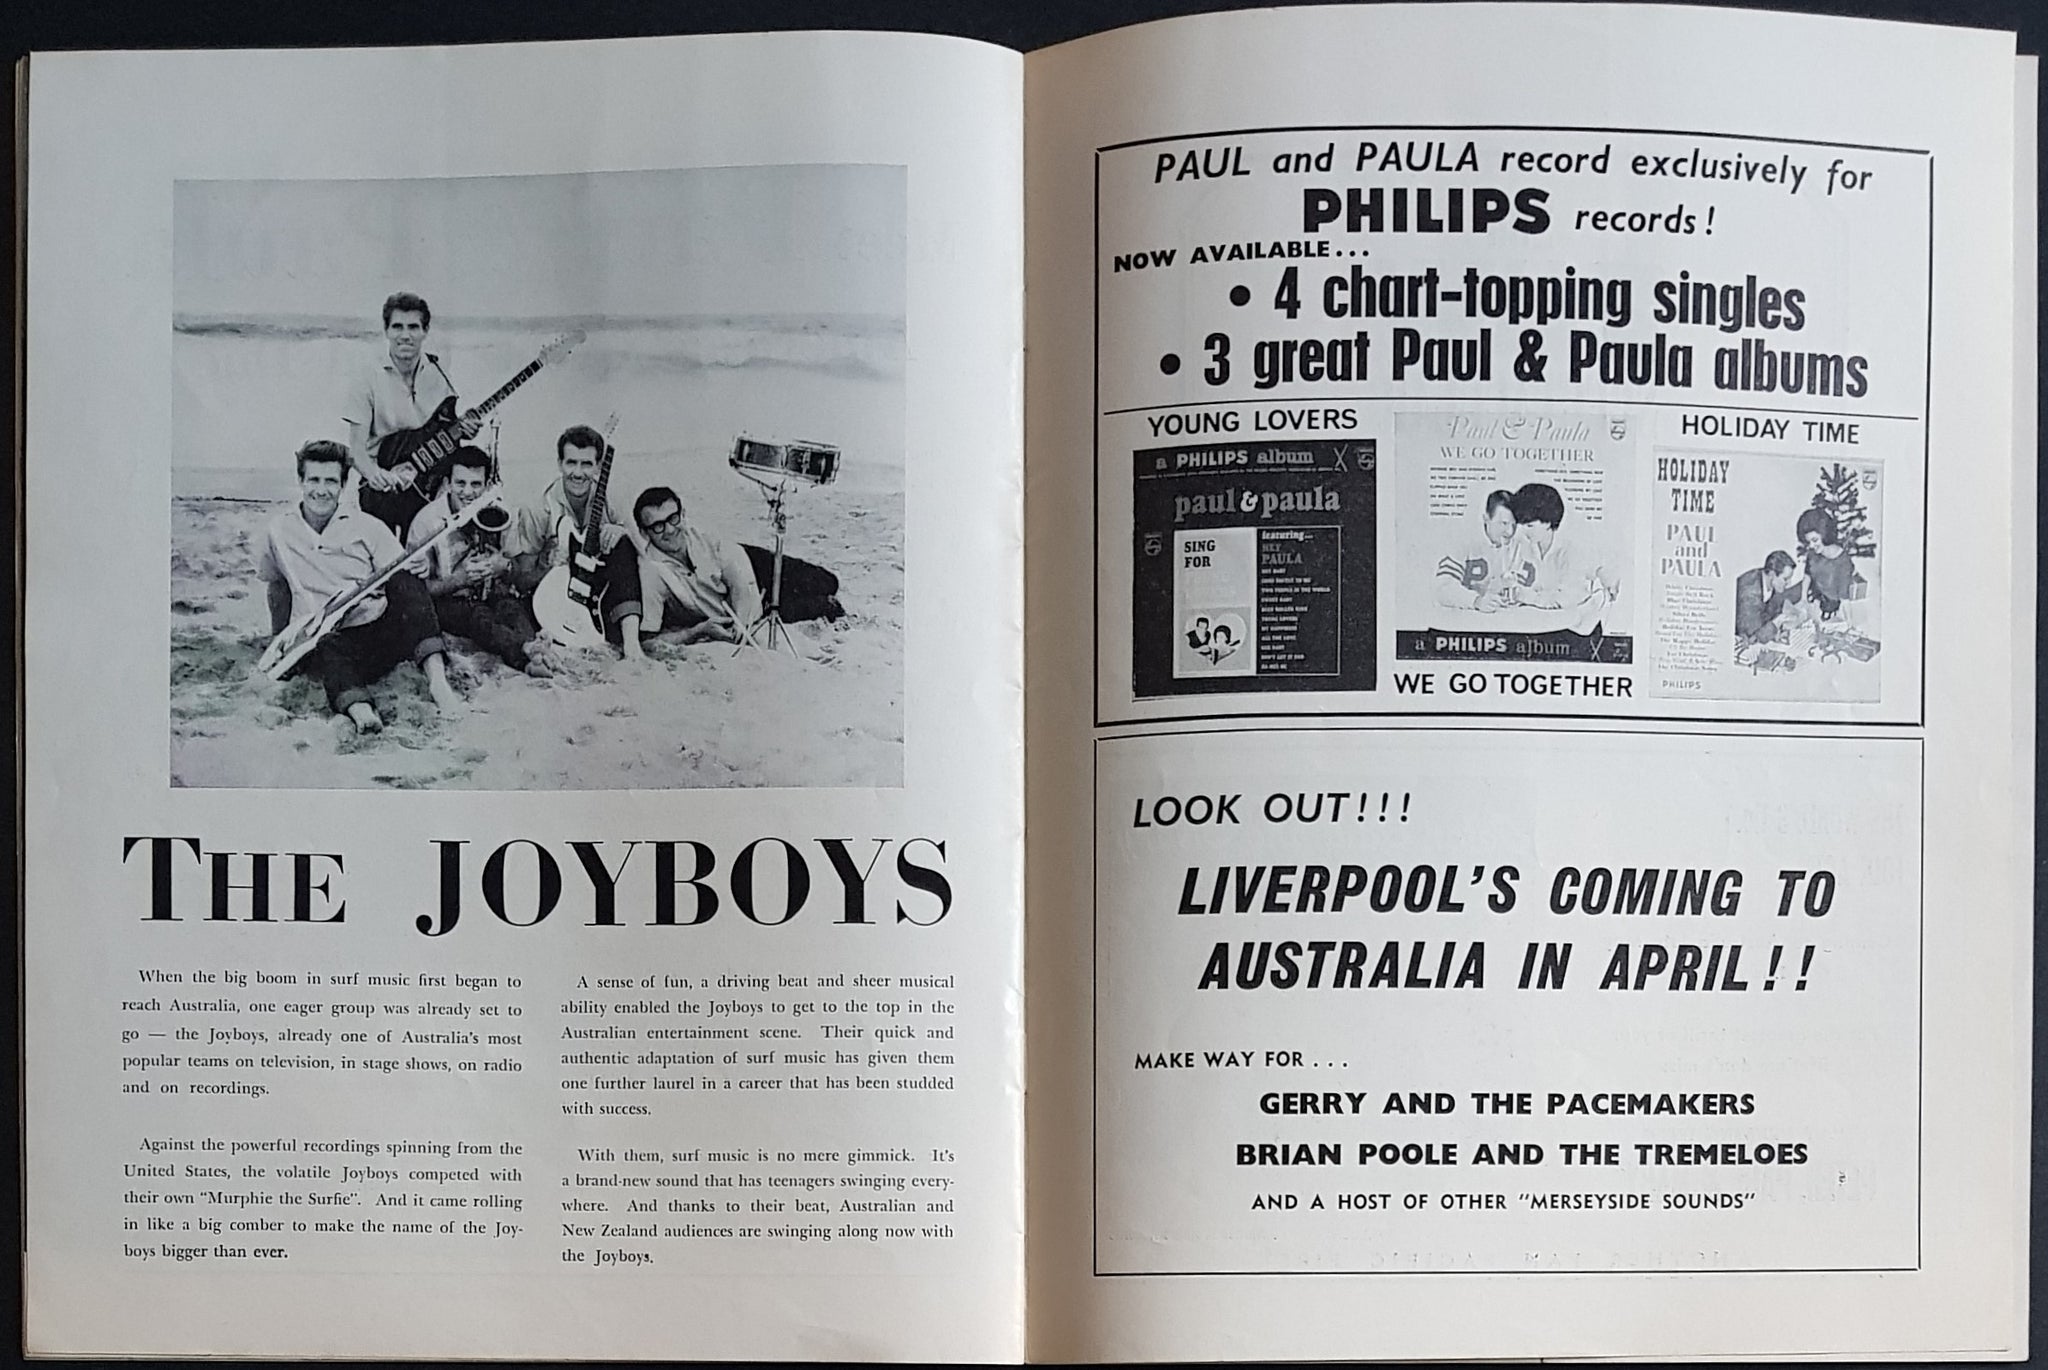 THE JOYBOYS
When the big boom in surf music first began to
reach Australia, one eager group was already set to
go — the Joyboys, already one of Australia's most
popular teams on television, in stage shows, on radio
and on recordings.
Against the powerful recordings spinning from the
United States, the volatile Joyboys competed with
their own "Murphie the Surfie". And it came rolling
in like a big comber to make the name of the Joy-
boys bigger than ever.
A sense of fun, a driving beat and sheer musical
ability enabled the Joyboys to get to the top in the
Australian entertainment scene. Their quick and
authentic adaptation of surf music has given them
one further laurel in a career that has been studded
with success.
With them, surf music is no mere gimmick. It's
a brand-new sound that has teenagers swinging every-
where. And thanks to their beat, Australian and
New Zealand audiences are swinging along now with
the Joyboys.
PAUL and PAULA record exclusively for
PHILIPS records!
NOW AVAILABLE...
• 4 chart-topping singles
• 3 great Paul & Paula albums
YOUNG LOVERS
a PHILIPS album
paul & paula
SING
FOR
featuring...
HEY
PAULA
Paul & Paula
WE GO TOGETHER
a PHILIPS album
WE GO TOGETHER
HOLIDAY TIME
HOLIDAY
TIME
PAUL
and
PAULA
PHILIPS
LOOK OUT!!!
LIVERPOOL'S COMING TO
AUSTRALIA IN APRIL!!
MAKE WAY FOR...
GERRY AND THE PACEMAKERS
BRIAN POOLE AND THE TREMELOES
AND A HOST OF OTHER "MERSEYSIDE SOUNDS"